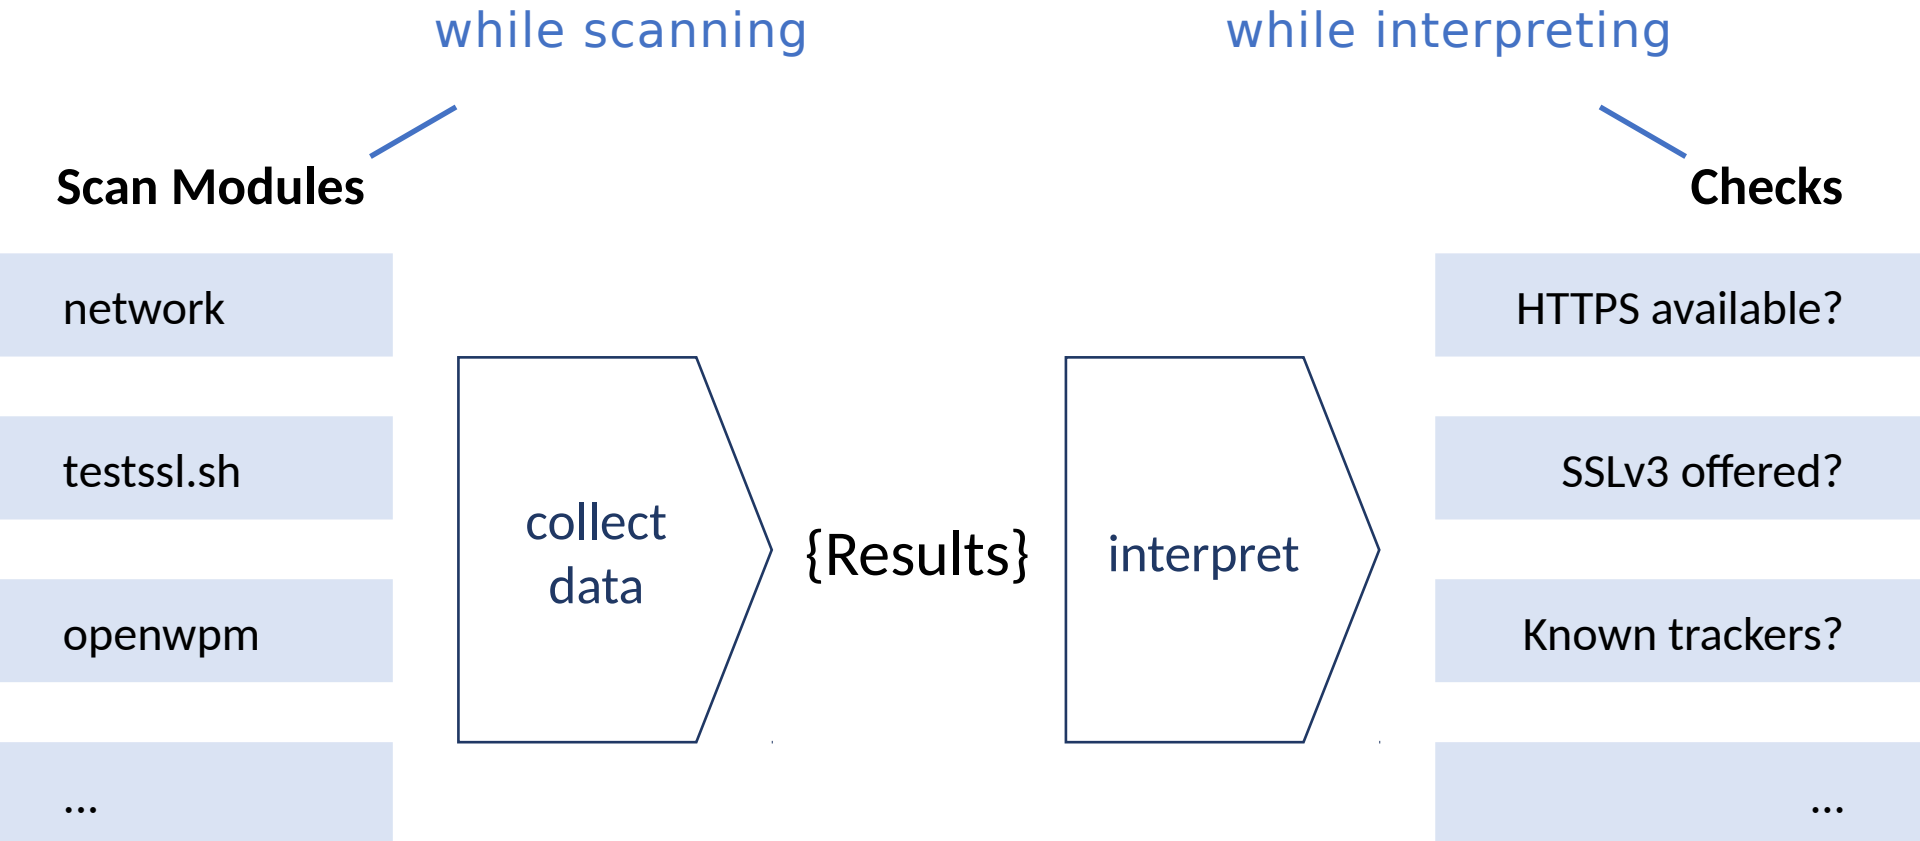 while scanning
while interpreting
Scan Modules
Checks
network
testssl.sh
openwpm
...
collect
data
{Results}
interpret
HTTPS available?
SSLv3 offered?
Known trackers?
...